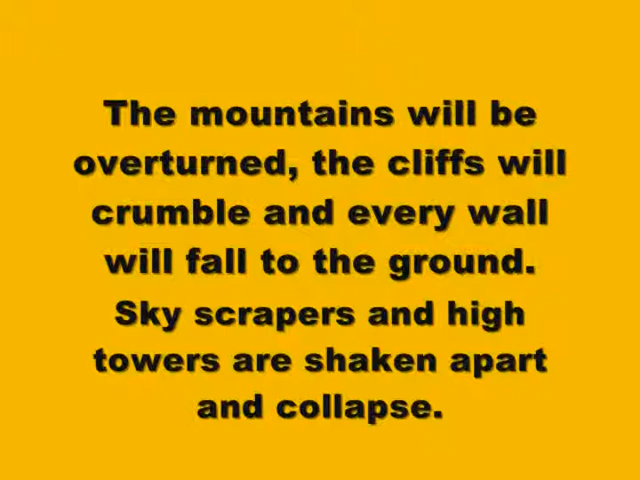 The mountains will be
overturned, the cliffs will
crumble and every wall
will fall to the ground.
Sky scrapers and high
towers are shaken apart
and collapse.